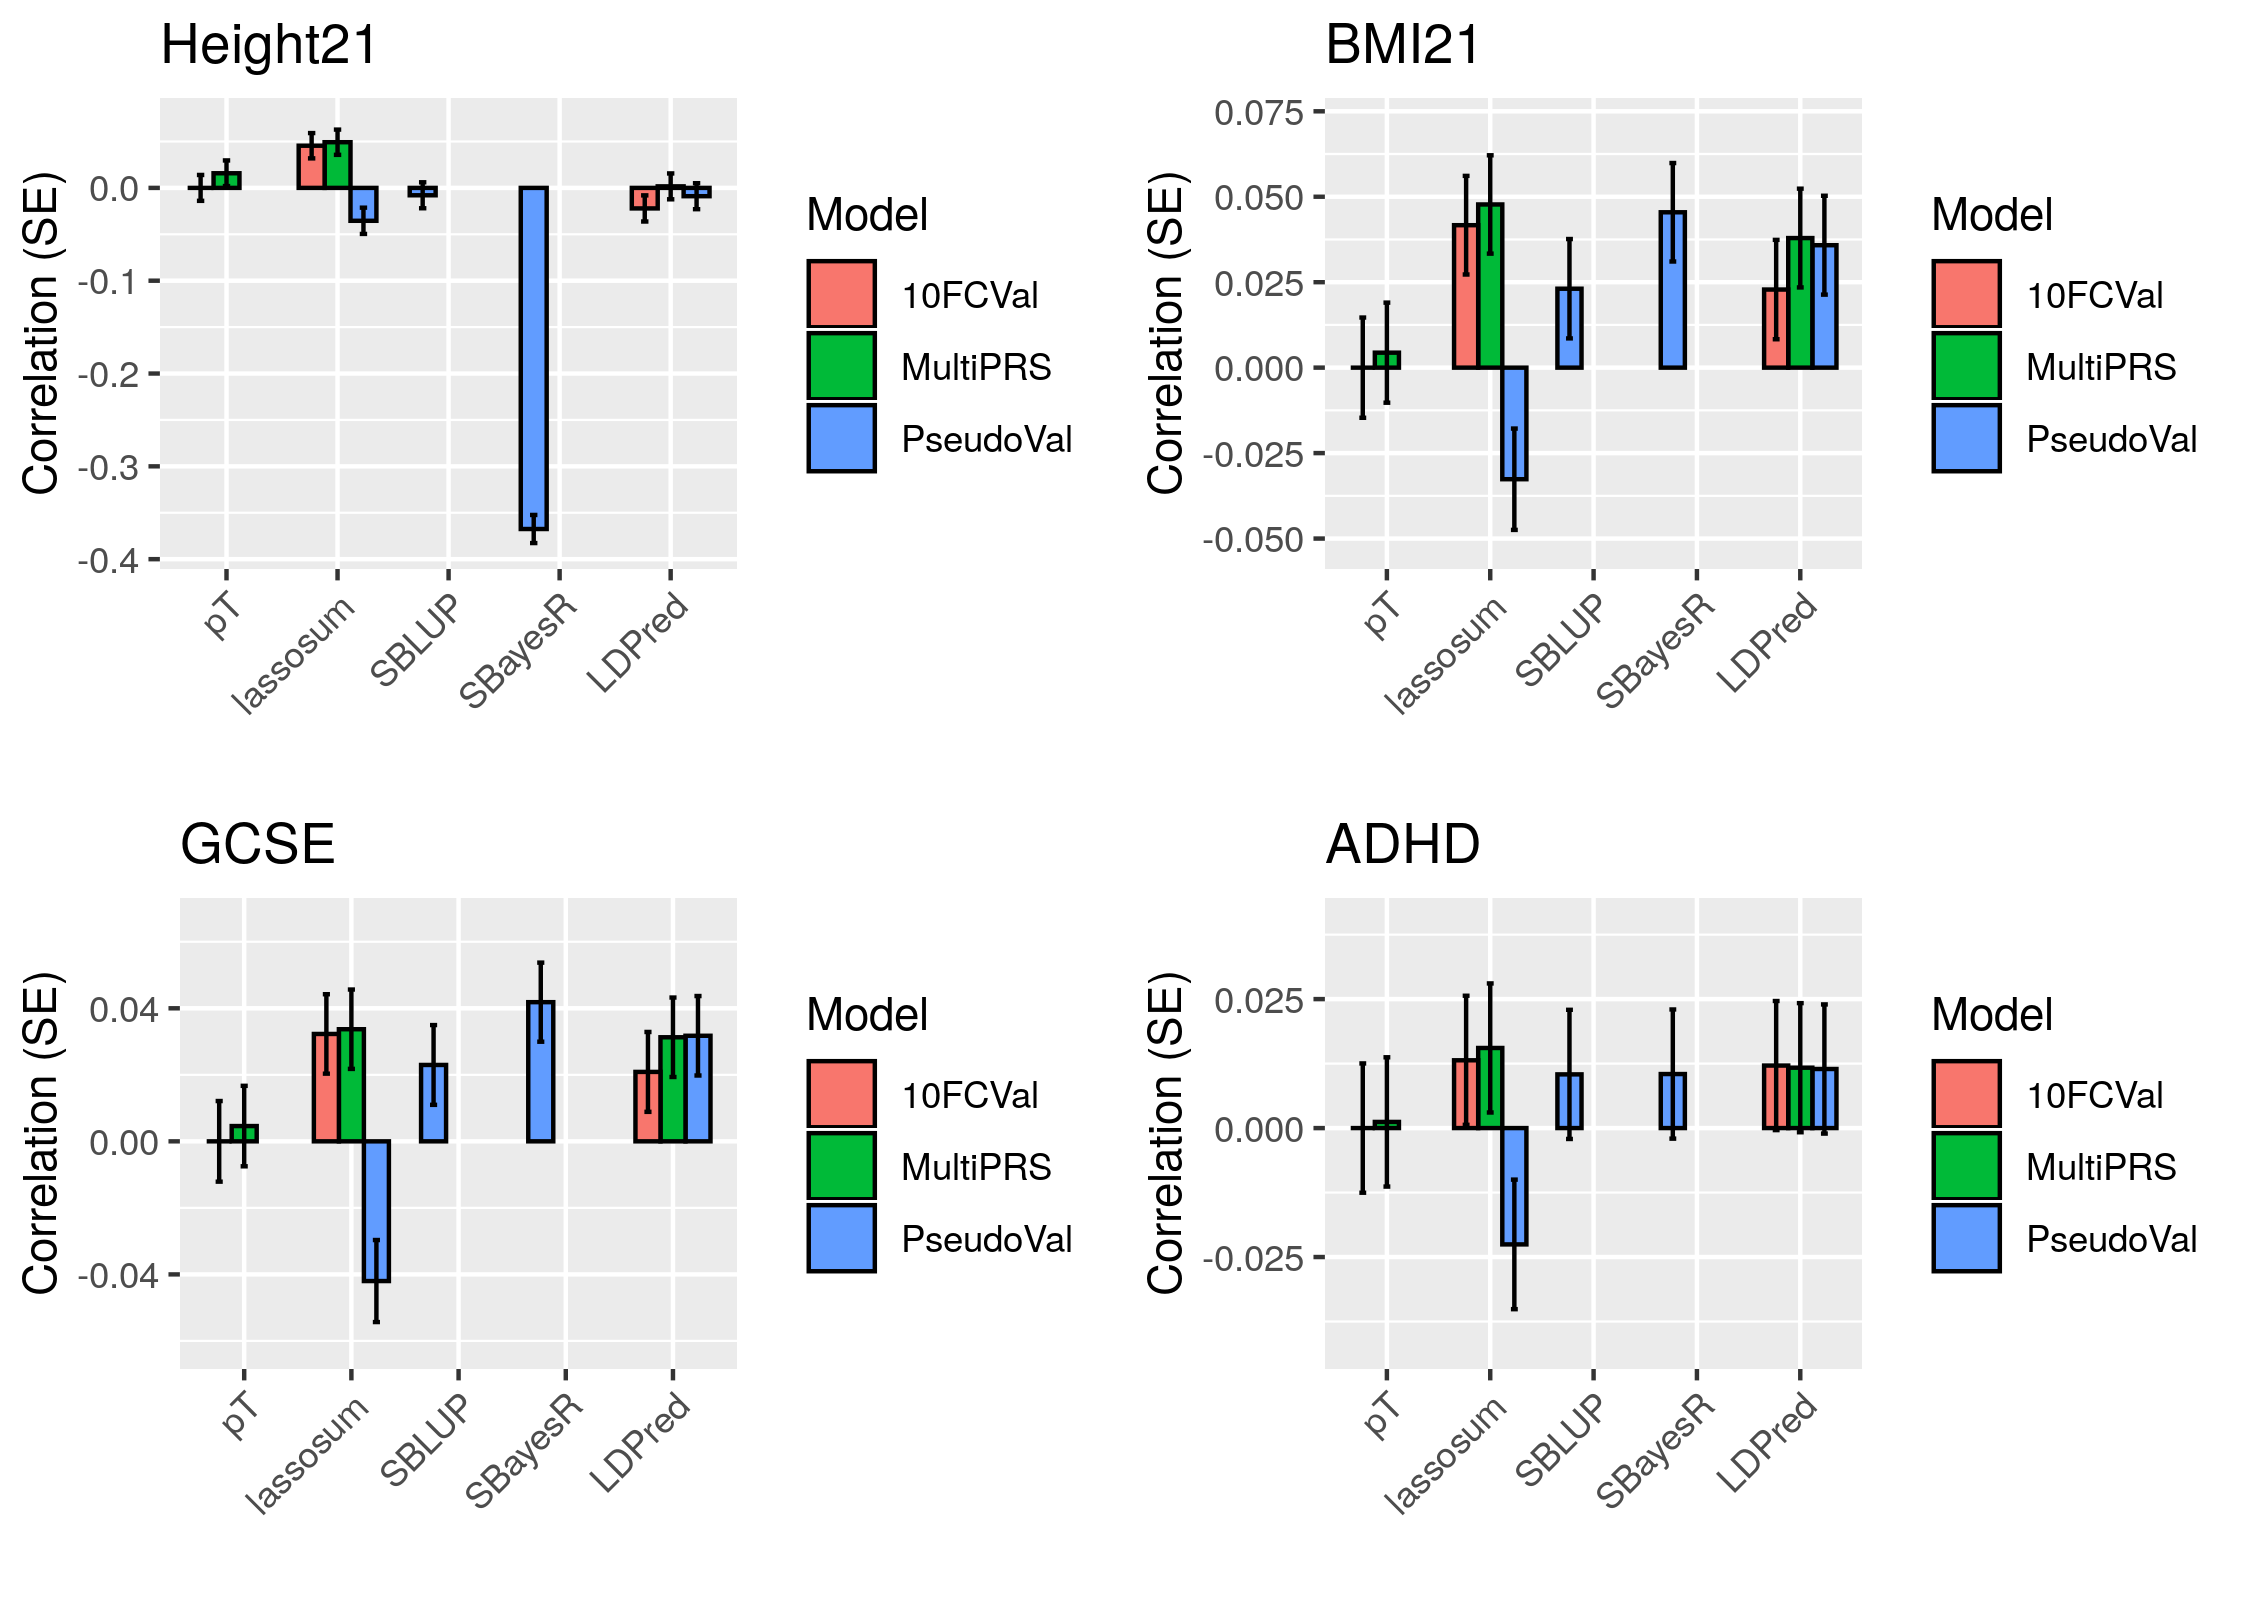 Height21
Correlation (SE)
0.0
-0.1
-0.2
-0.3
-0.4
pT
lassosum
SBLUP
SBayesR
LDPred
Model
10FCVal
MultiPRS
PseudoVal
BMI21
Correlation (SE)
0.075
0.050
0.025
0.000
-0.025
-0.050
pT
lassosum
SBLUP
SBayesR
LDPred
Model
10FCVal
MultiPRS
PseudoVal
GCSE
Correlation (SE)
0.04
0.00
-0.04
pT
lassosum
SBLUP
SBayesR
LDPred
Model
10FCVal
MultiPRS
PseudoVal
ADHD
Correlation (SE)
0.025
0.000
-0.025
pT
lassosum
SBLUP
SBayesR
LDPred
Model
10FCVal
MultiPRS
PseudoVal